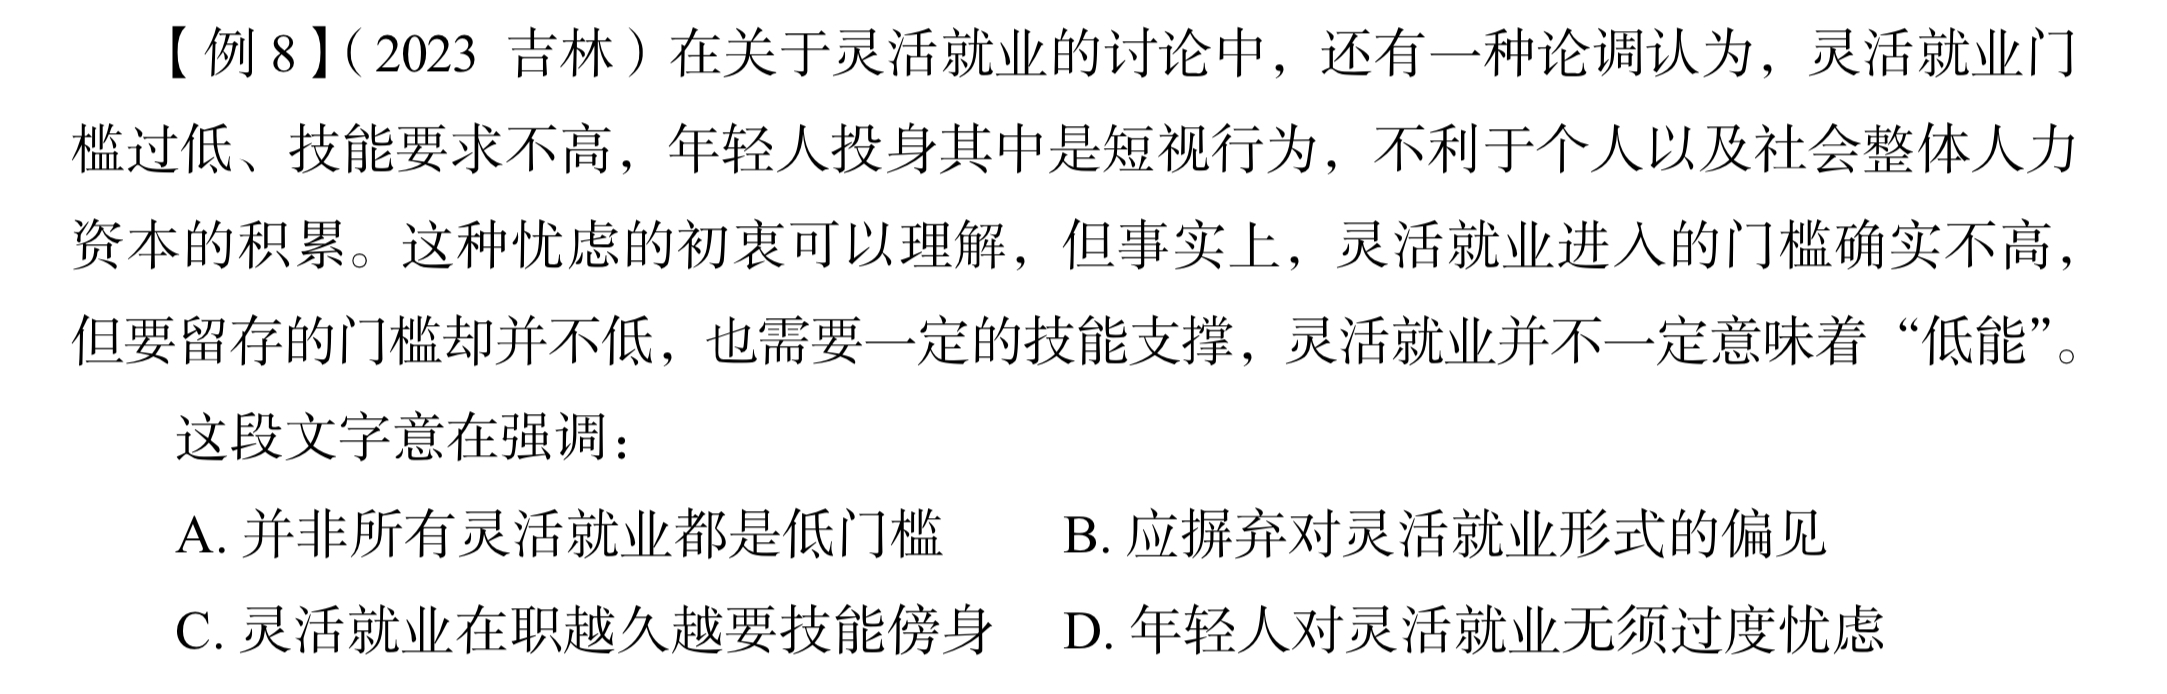 【例8】（2023 吉林）在关于灵活就业的讨论中，还有一种论调认为，灵活就业门
槛过低、技能要求不高，年轻人投身其中是短视行为，不利于个人以及社会整体人力
资本的积累。这种忧虑的初衷可以理解，但事实上，灵活就业进入的门槛确实不高，
但要留存的门槛却并不低，也需要一定的技能支撑，灵活就业并不一定意味着“低能”。
这段文字意在强调：
A. 并非所有灵活就业都是低门槛 B. 应摒弃对灵活就业形式的偏见
C. 灵活就业在职越久越要技能傍身 D. 年轻人对灵活就业无须过度忧虑